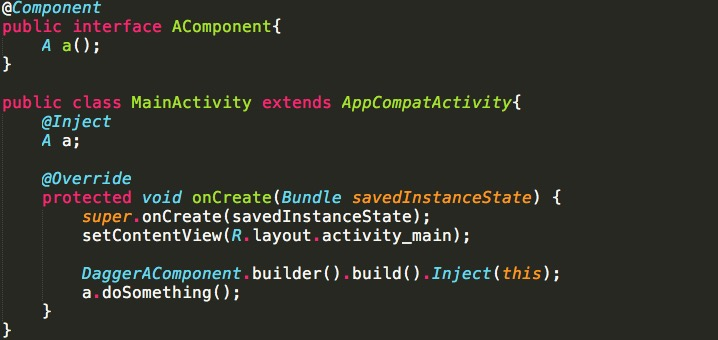 @Component
public interface AComponent{
    A a();
}

public class MainActivity extends AppCompatActivity{
    @Inject
    A a;

    @Override
    protected void onCreate(Bundle savedInstanceState) {
        super.onCreate(savedInstanceState);
        setContentView(R.layout.activity_main);

        DaggerAComponent.builder().build().Inject(this);
        a.doSomething();
    }
}